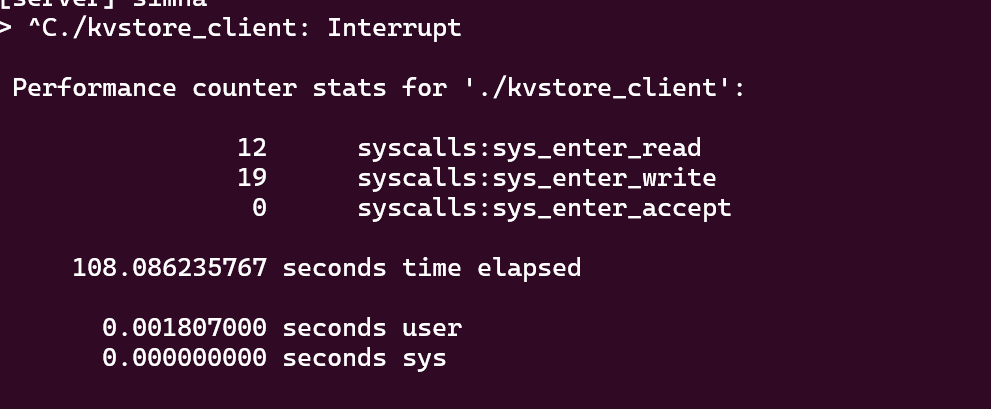 [server] simha
> ^C./kvstore_client: Interrupt
Performance counter stats for './kvstore_client':
12 syscalls:sys_enter_read
19 syscalls:sys_enter_write
0 syscalls:sys_enter_accept
108.086235767 seconds time elapsed
0.001807000 seconds user
0.000000000 seconds sys